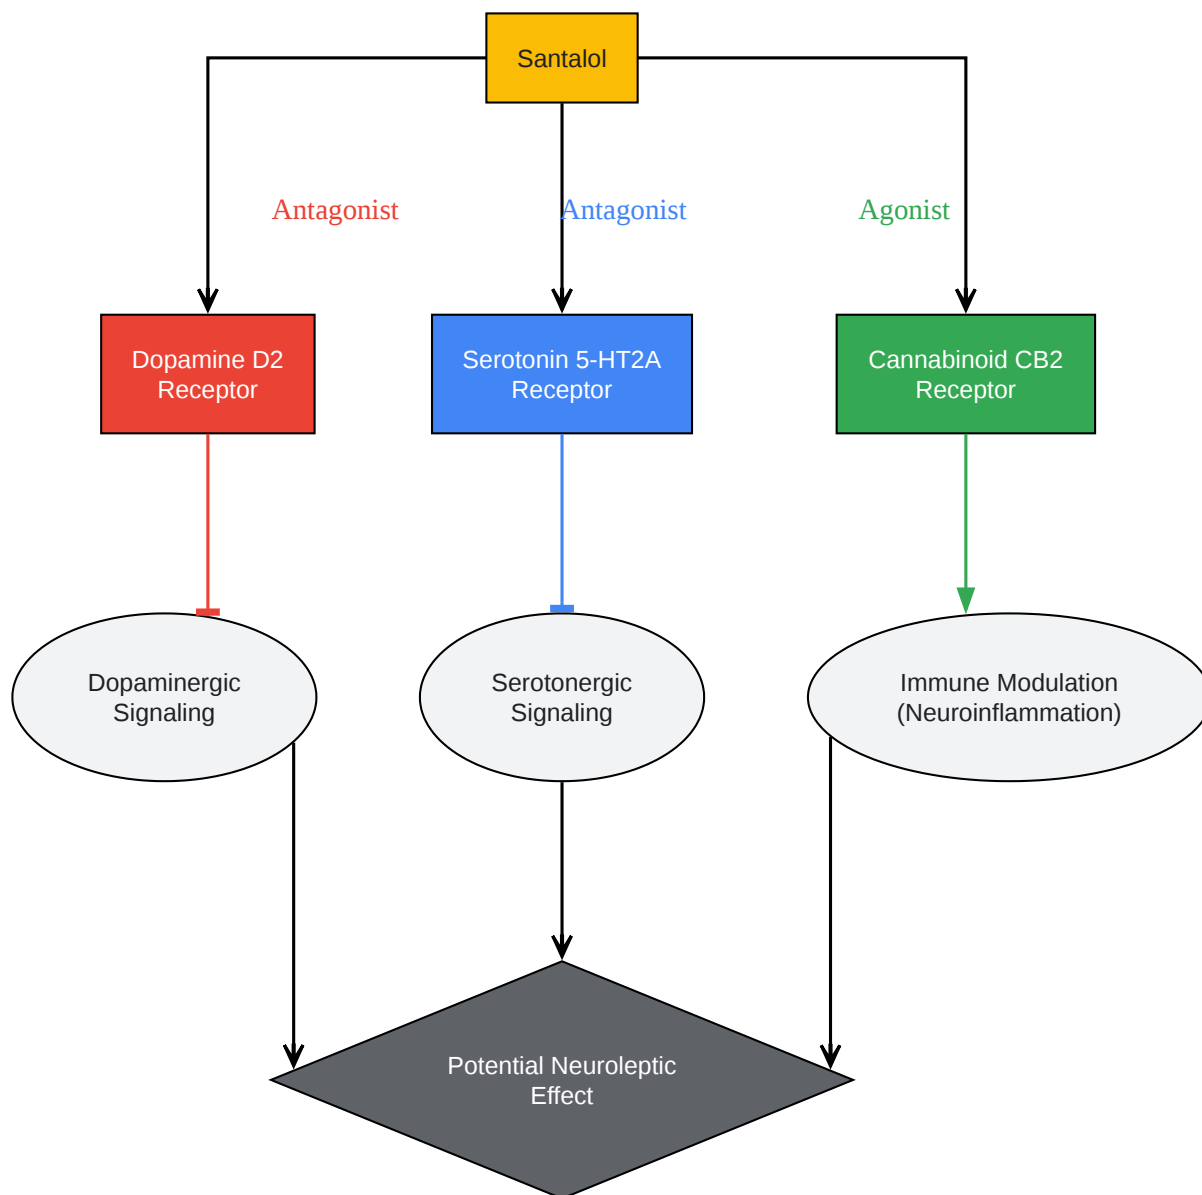 Santalol
Antagonist
Antagonist
Agonist
Dopamine D2
Receptor
Serotonin 5-HT2A
Receptor
Cannabinoid CB2
Receptor
Dopaminergic
Signaling
Serotonergic
Signaling
Immune Modulation
(Neuroinflammation)
Potential Neuroleptic
Effect